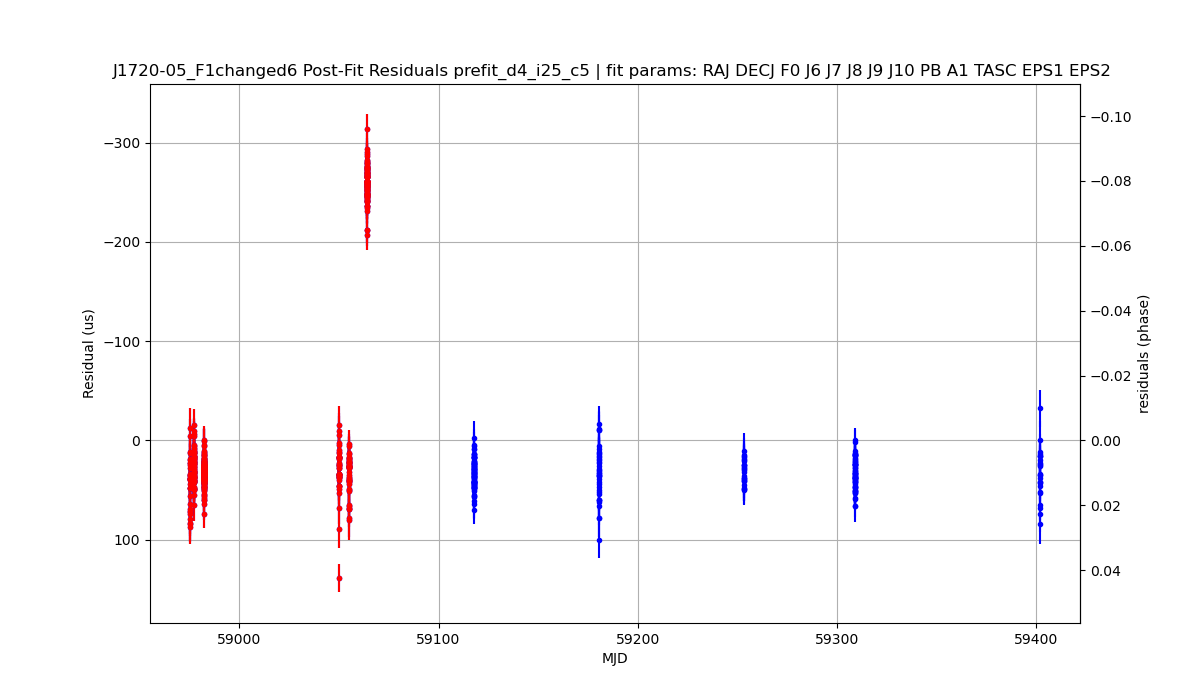 J1720-05_F1changed6 Post-Fit Residuals prefit_d4_i25_c5 | fit params: RAJ DECJ F0 J6 J7 J8 J9 J10 PB A1 TASC EPS1 EPS2
Residual (us)
−300
−200
−100
0
100
−0.10
−0.08
−0.06
−0.04
−0.02
0.00
0.02
0.04
residuals (phase)
59000 59100 59200 59300 59400
MJD